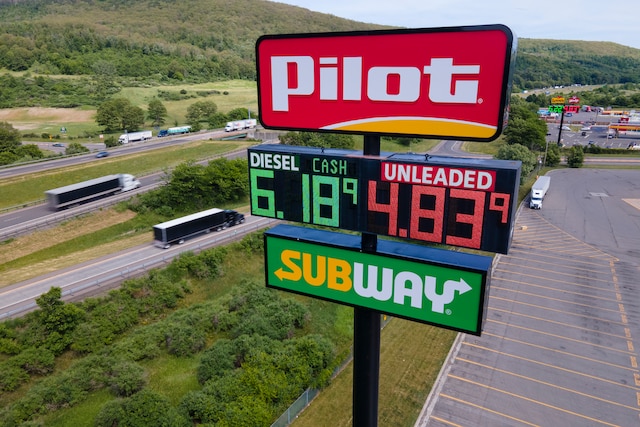 Pilot
DIESEL CASH UNLEADED
6.18⁹ 4.83⁹
SUBWAY